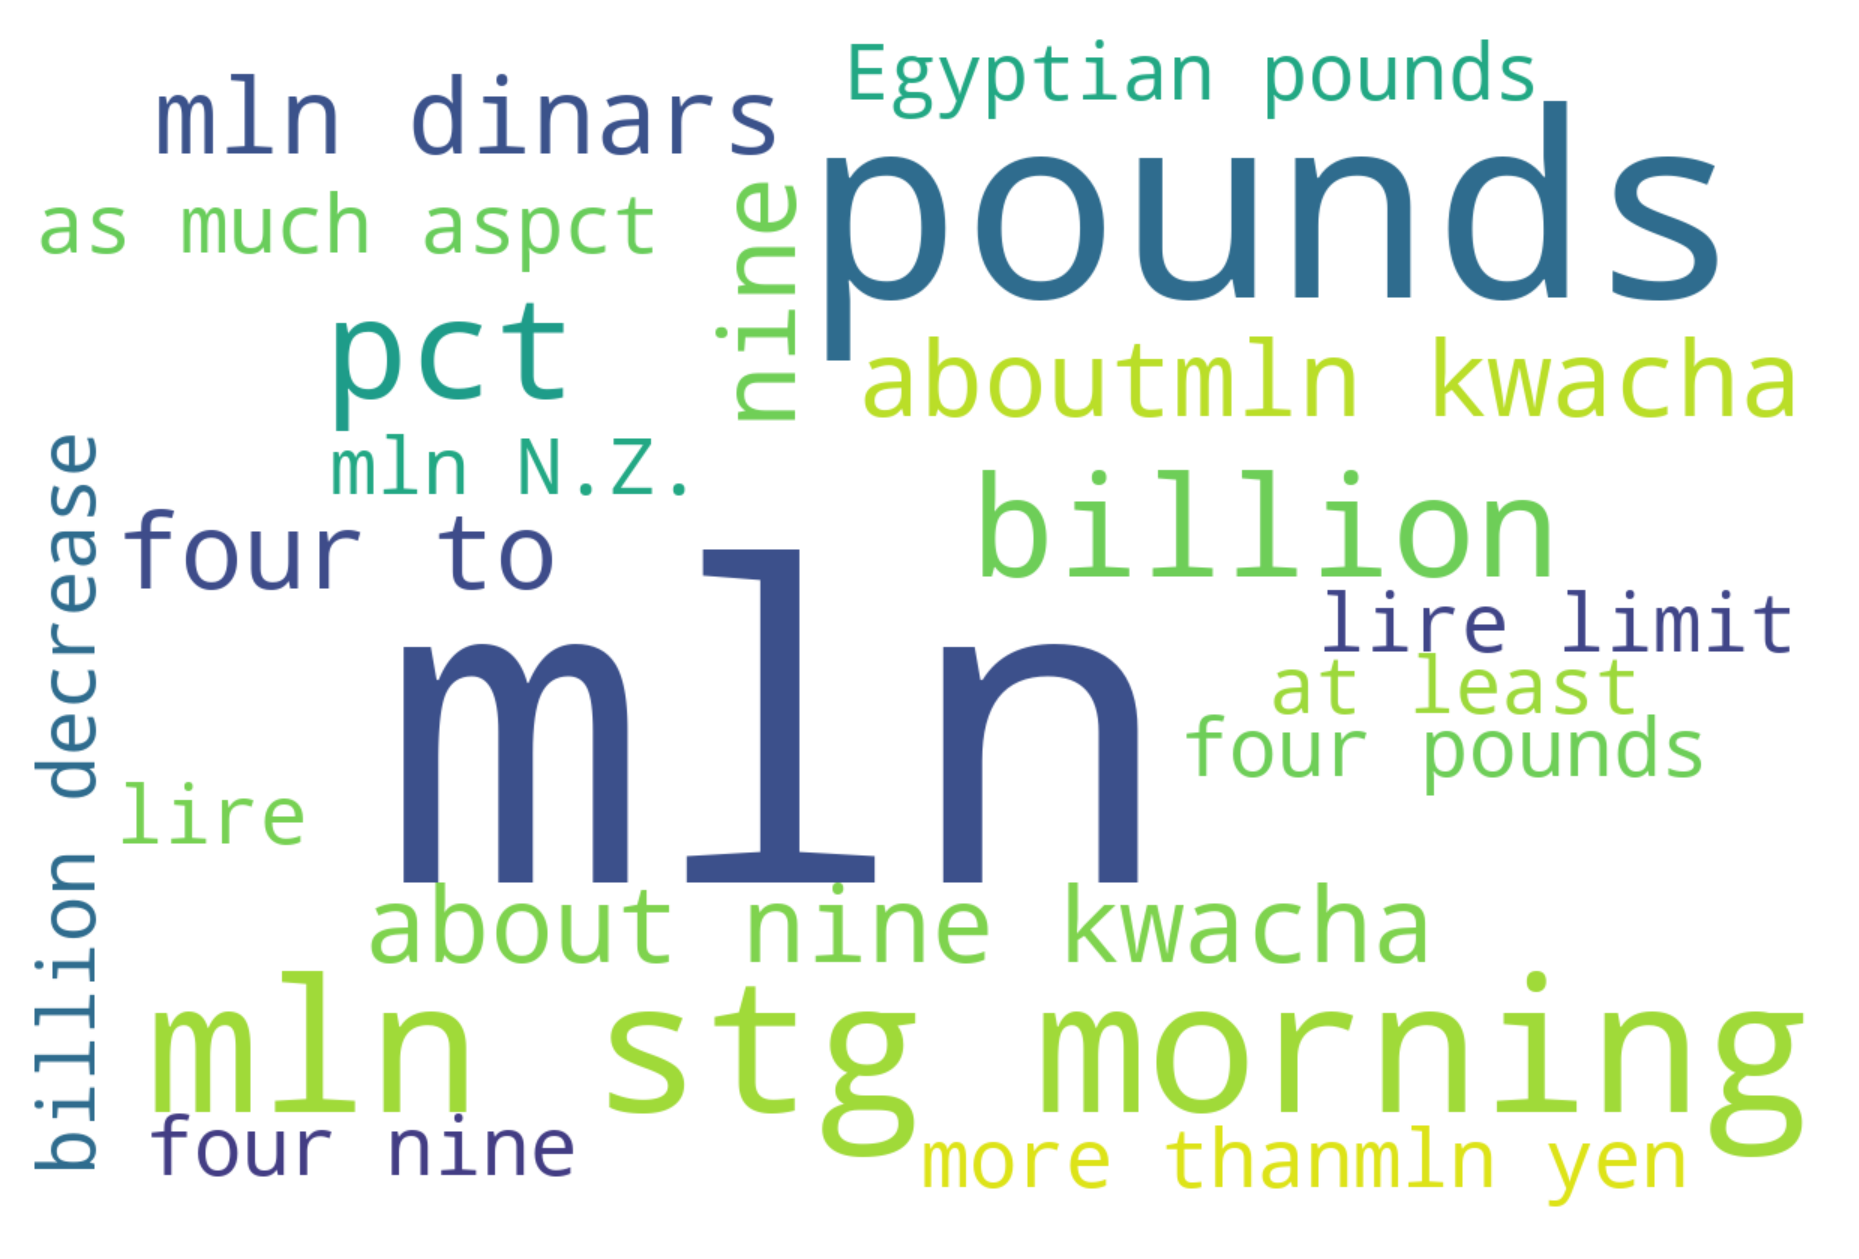 Egyptian pounds
mln dinars
pounds
as much aspct
nine
pct
aboutmln kwacha
mln N.Z.
billion
four to
lire limit
mln
at least
four pounds
billion decrease
lire
about nine kwacha
mln stg morning
four nine
more thanmln yen